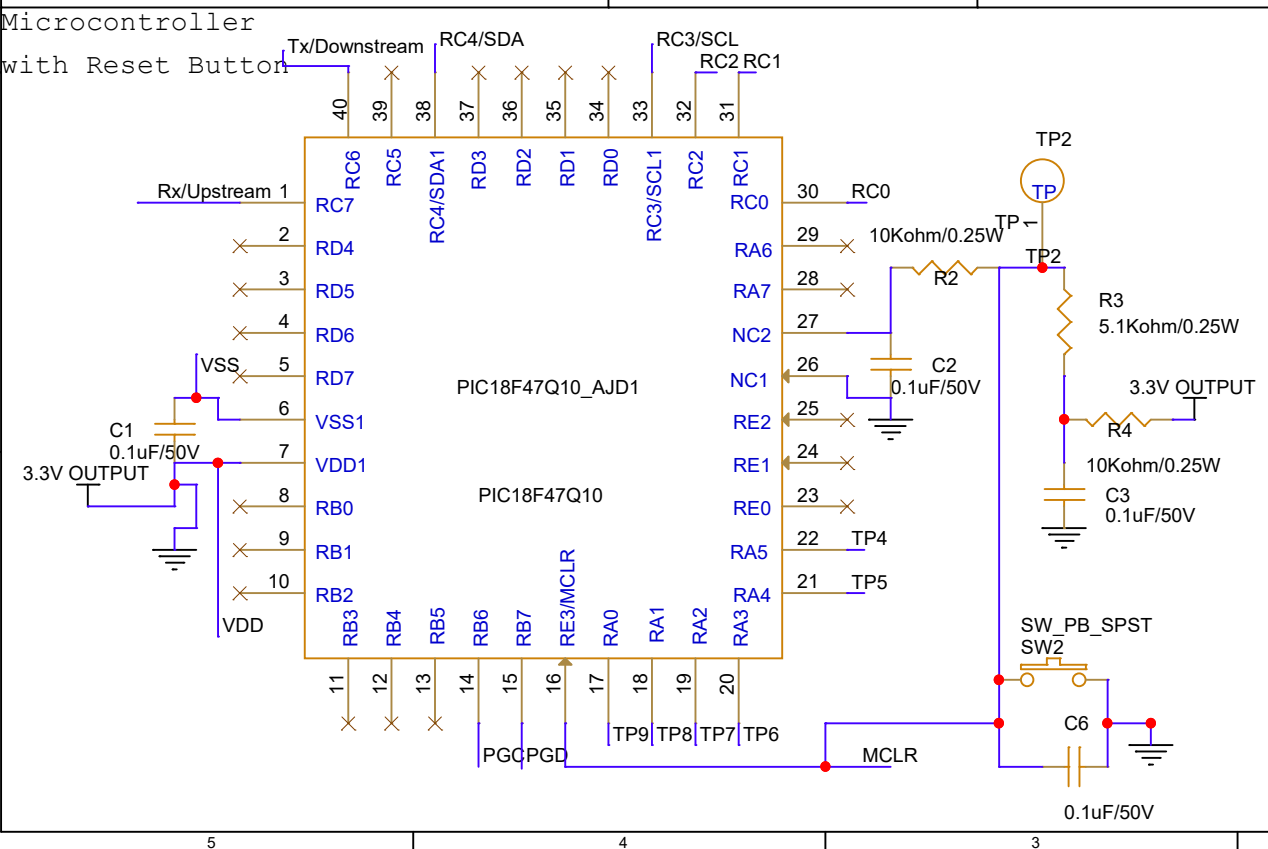 Microcontroller
with Reset Button
Tx/Downstream
RC4/SDA
RC3/SCL
RC2
RC1
40
39
38
37
36
35
34
33
32
31
RC6
RC5
RC4/SDA1
RD3
RD2
RD1
RD0
RC3/SCL1
RC2
RC1
Rx/Upstream
1
RC7
2
RD4
3
RD5
4
RD6
5
RD7
VSS
6
VSS1
7
VDD1
8
RB0
9
RB1
10
RB2
C1
0.1uF/50V
3.3V OUTPUT
VDD
PIC18F47Q10_AJD1
PIC18F47Q10
RC0
30
RC0
RA6
29
RA7
28
NC2
27
NC1
26
RE2
25
RE1
24
RE0
23
RA5
22
TP4
RA4
21
TP5
RB3
RB4
RB5
RB6
RB7
RE3/MCLR
RA0
RA1
RA2
RA3
11
12
13
14
15
16
17
18
19
20
PGC
PGD
TP9
TP8
TP7
TP6
MCLR
TP2
TP
TP
1
TP2
10Kohm/0.25W
R2
R3
5.1Kohm/0.25W
C2
0.1uF/50V
3.3V OUTPUT
R4
10Kohm/0.25W
C3
0.1uF/50V
SW_PB_SPST
SW2
C6
0.1uF/50V
5
4
3